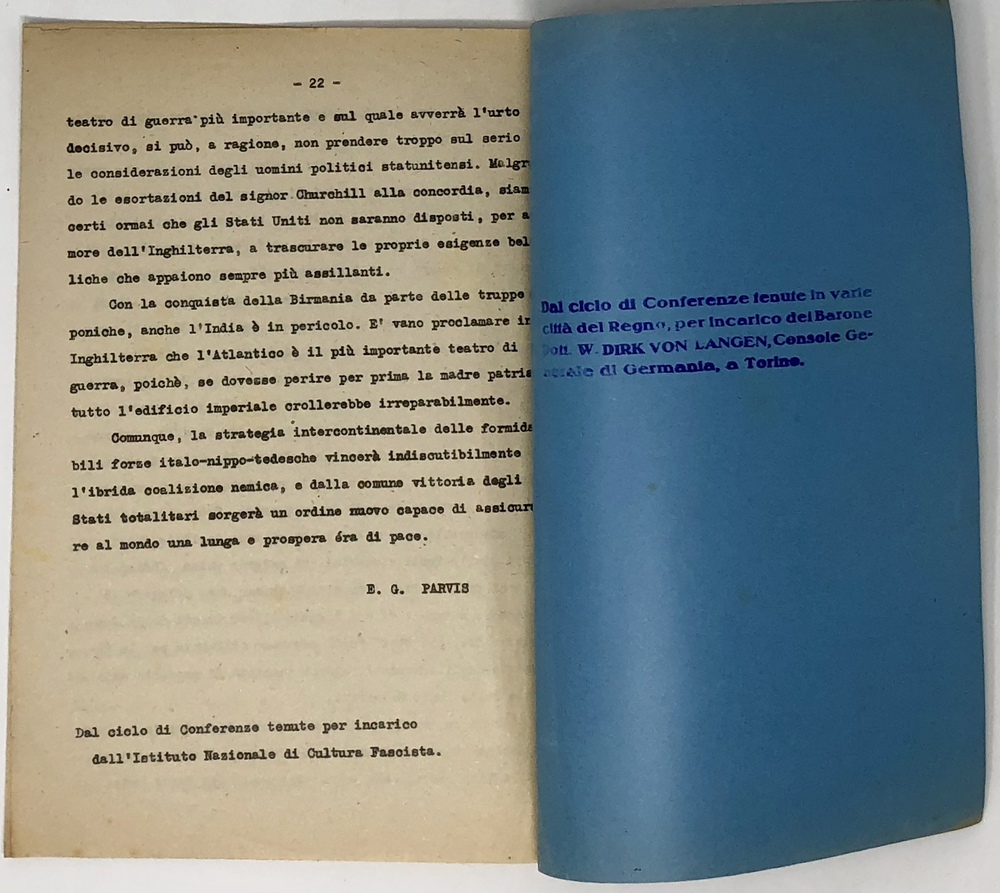 - 22 -
teatro di guerra più importante e sul quale avverrà l'urto
decisivo, si può, a ragione, non prendere troppo sul serio
le considerazioni degli uomini politici statunitensi. Malgr
do le esortazioni del signor Churchill alla concordia, siam
certi ormai che gli Stati Uniti non saranno disposti, per a
more dell'Inghilterra, a trascurare le proprie esigenze bel
liche che appaiono sempre più assillanti.
Con la conquista della Birmania da parte delle truppe
poniche, anche l'India è in pericolo. E' vano proclamare in
Inghilterra che l'Atlantico è il più importante teatro di
guerra, poichè, se dovesse perire per prima la madre patria
tutto l'edificio imperiale crollerebbe irreparabilmente.
Comunque, la strategia intercontinentale delle formida
bili forze italo-nippo-tedesche vincerà indiscutibilmente
l'ibrida coalizione nemica, e dalla comune vittoria degli
Stati totalitari sorgerà un ordine nuovo capace di assicur
re al mondo una lunga e prospera éra di pace.
E. G. PARVIS
Dal ciclo di Conferenze tenute per incarico
dall'Istituto Nazionale di Cultura Fascista.
Dal ciclo di Conferenze tenute in varie
città del Regno, per incarico del Barone
Dott. W. DIRK VON LANGEN, Console Ge-
nerale di Germania, a Torino.